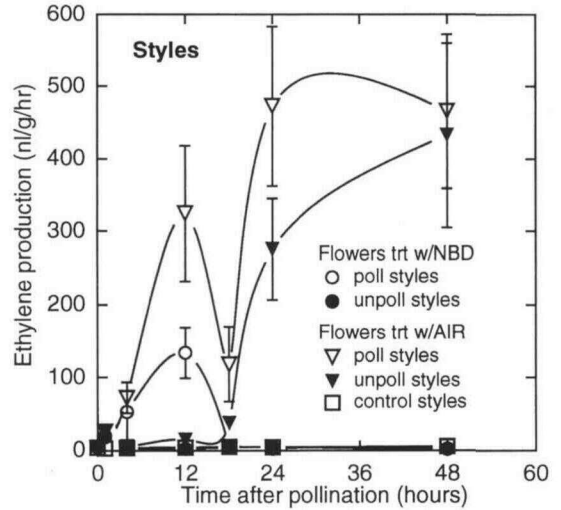 Styles
Ethylene production (nl/g/hr)
600
500
400
300
200
100
0
Flowers trt w/NBD
poll styles
unpoll styles
Flowers trt w/AIR
poll styles
unpoll styles
control styles
0 12 24 36 48 60
Time after pollination (hours)